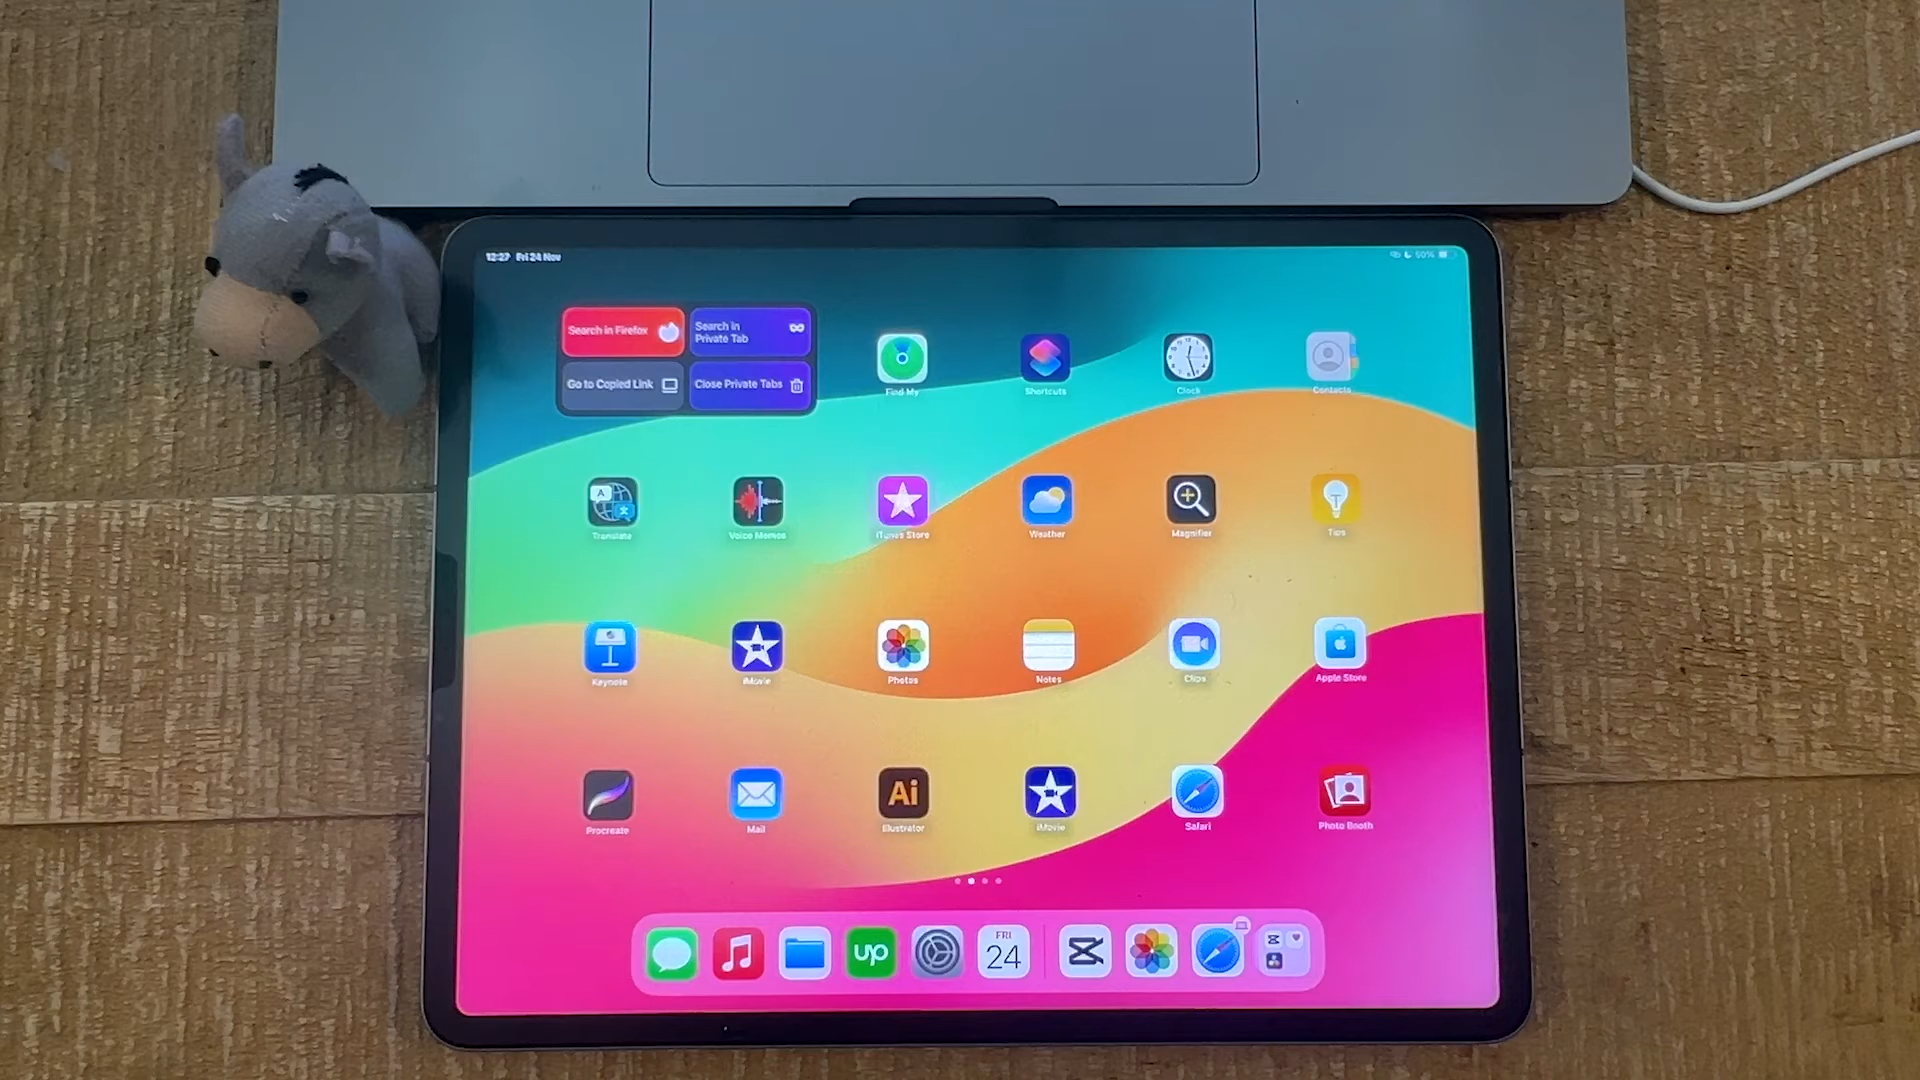 12:27 Fri 24 Nov
50%
Search in Firefox
Search in
Private Tab
Go to Copied Link
Close Private Tabs
Find My
Shortcuts
Clock
Contacts
A
Translate
Voice Memos
iTunes Store
Weather
Magnifier
Tips
Keynote
iMovie
Photos
Notes
Clips
Apple Store
Ai
Procreate
Mail
Illustrator
iMovie
Safari
Photo Booth
up
FRI
24